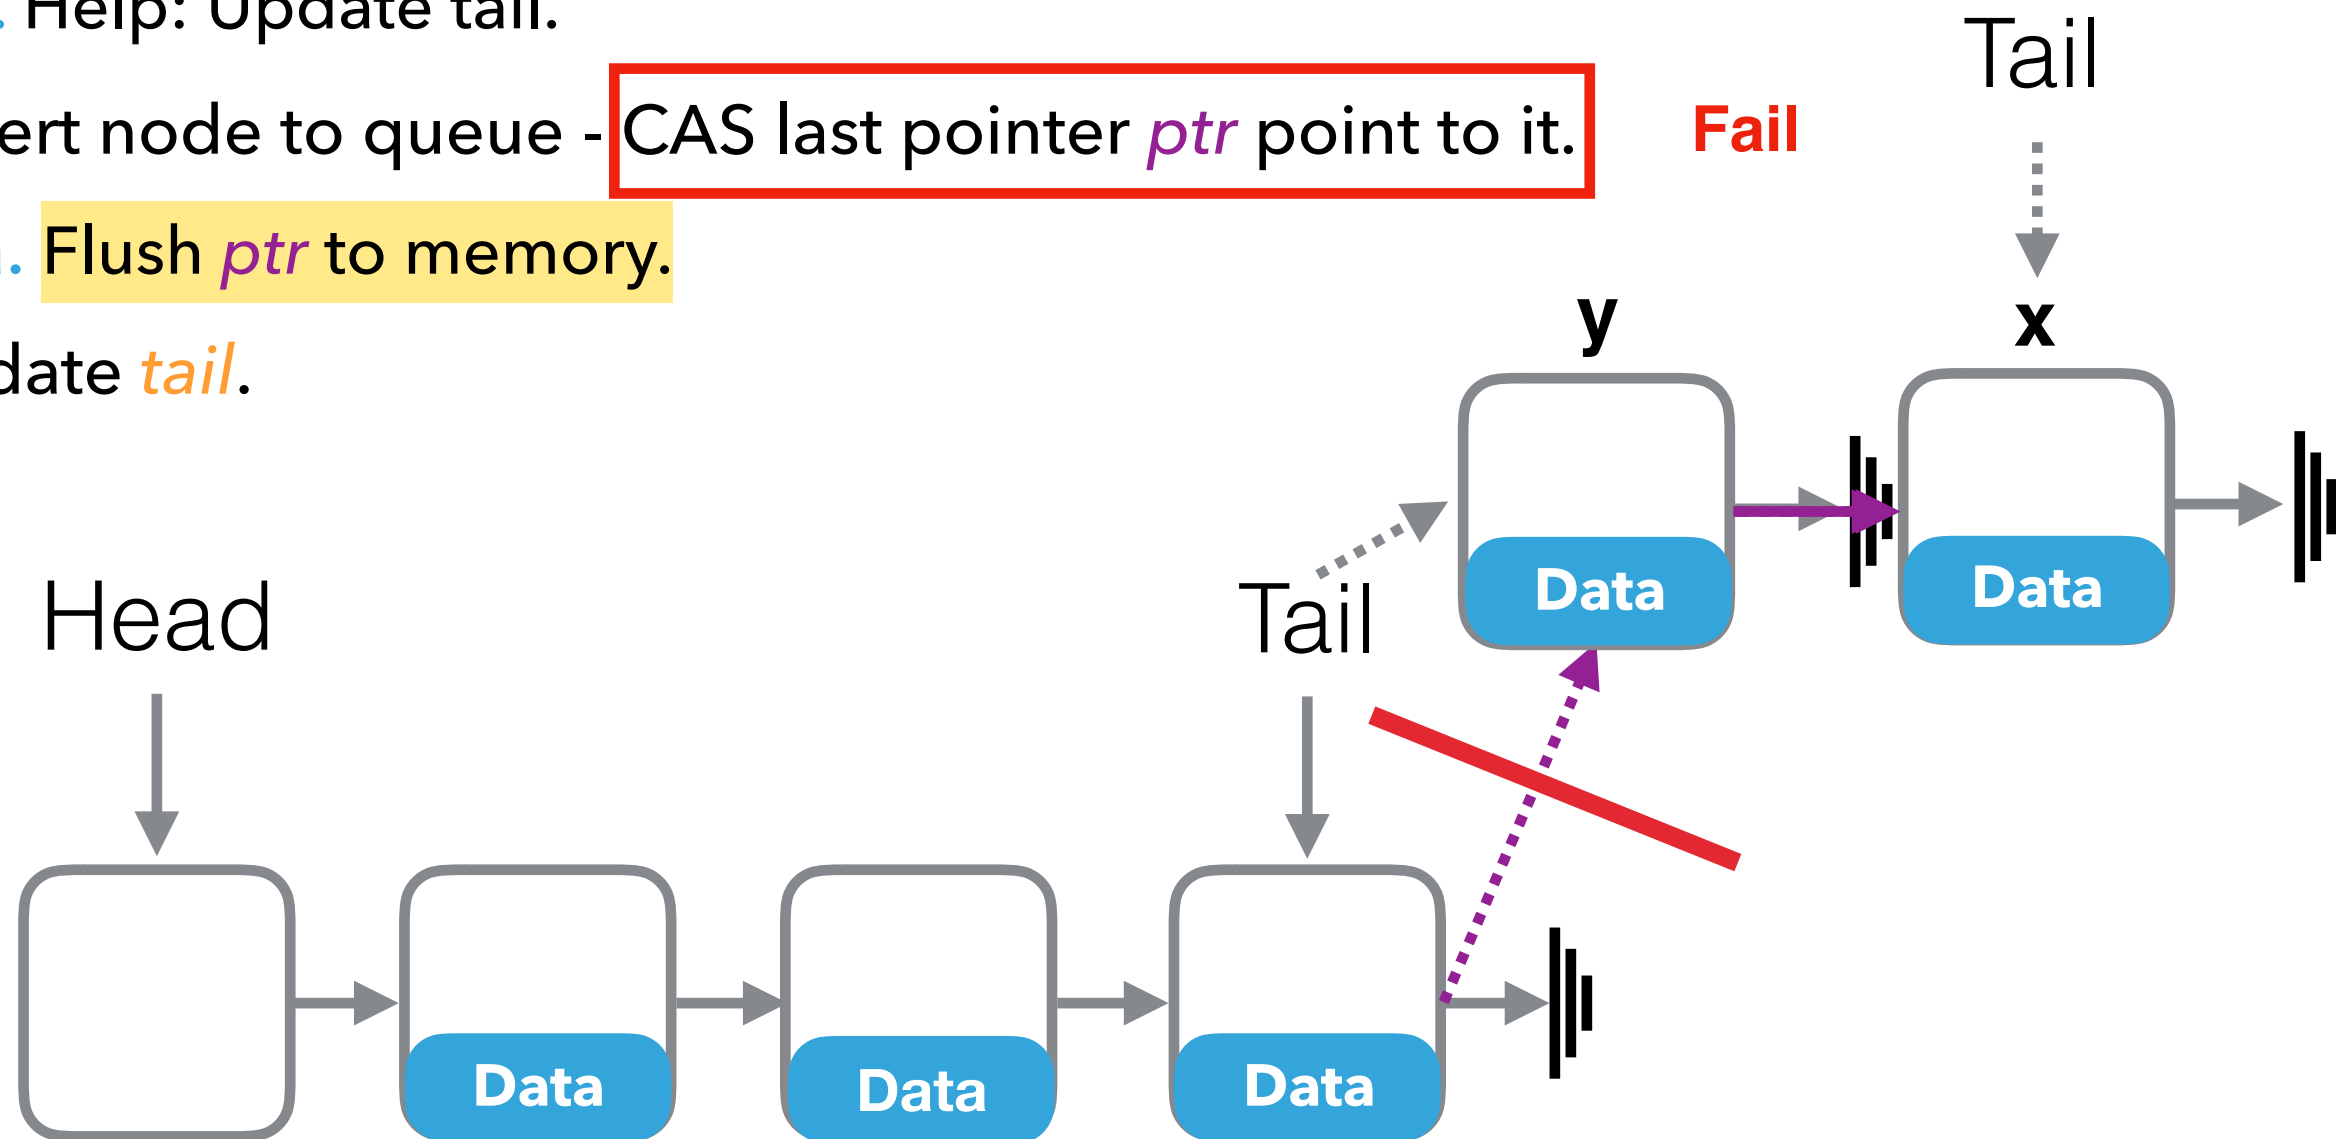 . Help: Update tail.
ert node to queue - CAS last pointer ptr point to it.
Fail
. Flush ptr to memory.
date tail.
Tail
y
x
Data
Data
Head
Tail
Data
Data
Data